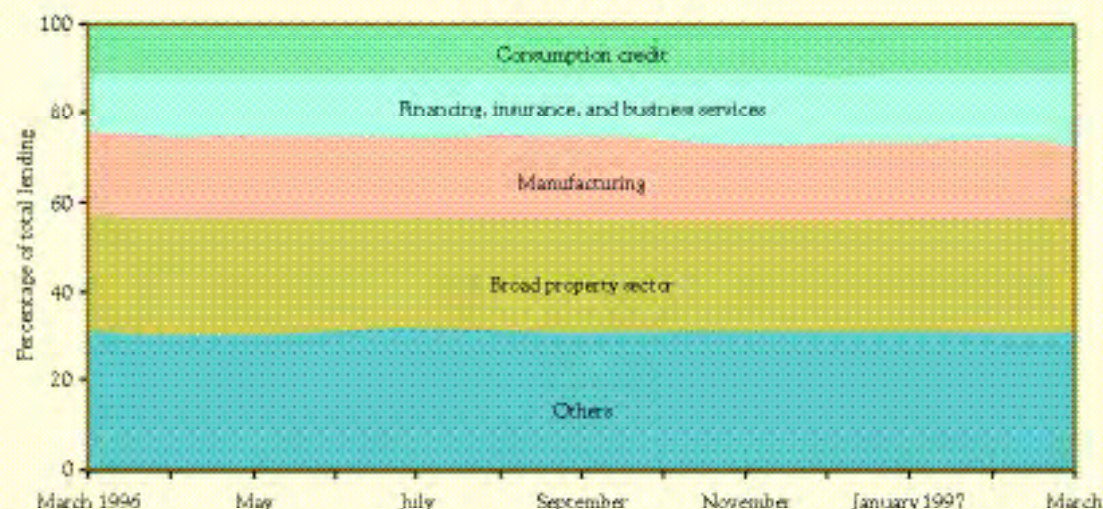 Percentage of total lending
100
Consumption credit
80
Financing, insurance, and business services
Manufacturing
60
Broad property sector
40
20
Others
0
March 1996 May July September November January 1997 March